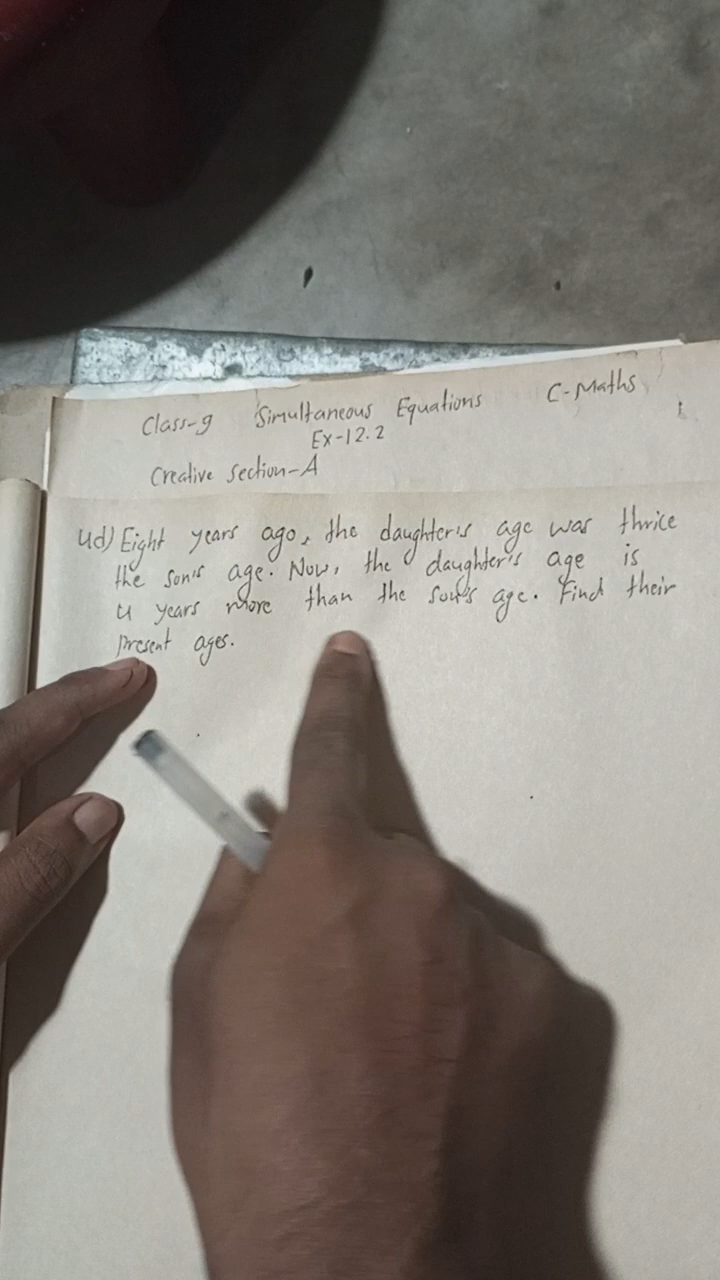 Class-9 Simultaneous Equations C-Maths
Ex-12.2
Creative Section-A
4d) Eight years ago, the daughter's age was thrice
the son's age. Now, the daughter's age is
4 years more than the son's age. Find their
present ages.